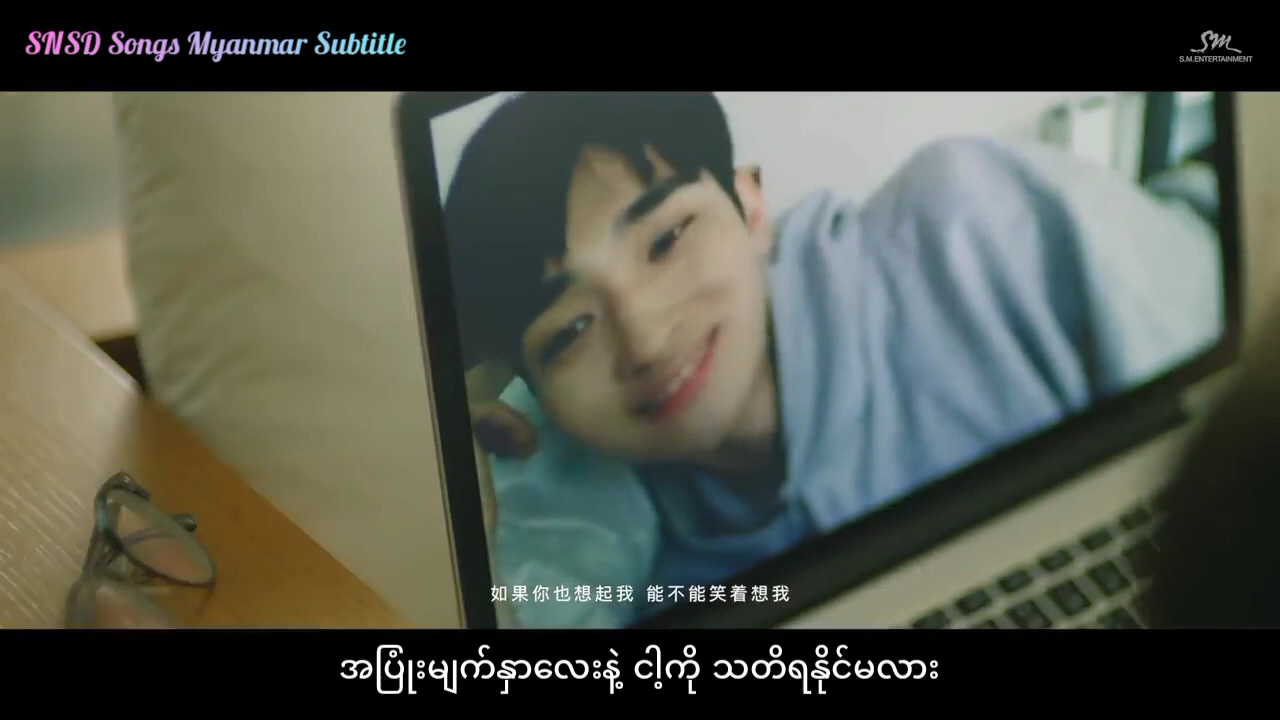 SNSD Songs Myanmar Subtitle
SM
S.M.ENTERTAINMENT
如果你也想起我 能不能笑着想我
အပြုံးမျက်နှာလေးနဲ့ ငါ့ကို သတိရနိုင်မလား